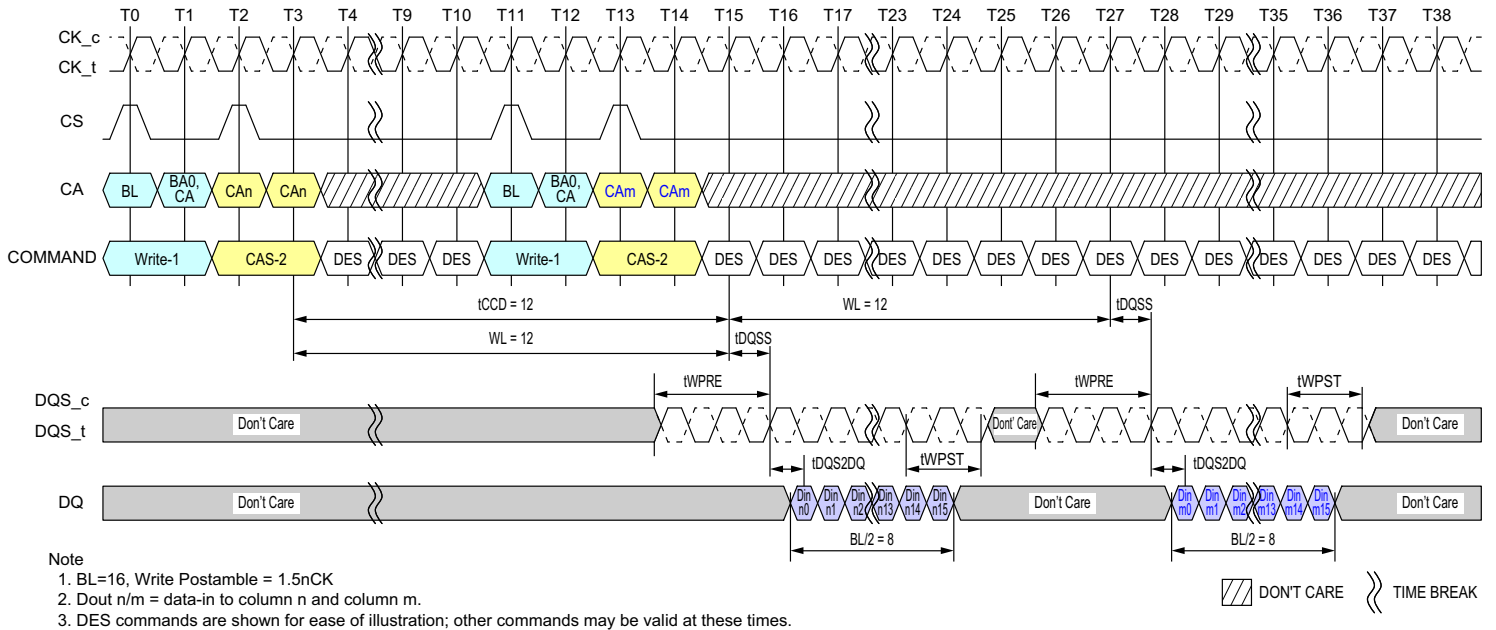 T0 T1 T2 T3 T4 T9 T10 T11 T12 T13 T14 T15 T16 T17 T23 T24 T25 T26 T27 T28 T29 T35 T36 T37 T38
CK_c
CK_t
CS
CA BL BA0, CA CAn CAn BL BA0, CA CAm CAm
COMMAND Write-1 CAS-2 DES DES DES Write-1 CAS-2 DES DES DES DES DES DES DES DES DES DES DES DES DES DES
tCCD = 12 WL = 12 tDQSS
WL = 12 tDQSS
tWPRE tWPRE tWPST
DQS_c
DQS_t
Don't Care Dont' Care Don't Care
tDQS2DQ tWPST tDQS2DQ
DQ Don't Care Din n0 Din n1 Din n2 Din n13 Din n14 Din n15 Don't Care Din m0 Din m1 Din m2 Din m13 Din m14 Din m15 Don't Care
BL/2 = 8 BL/2 = 8
Note
1. BL=16, Write Postamble = 1.5nCK
2. Dout n/m = data-in to column n and column m.
3. DES commands are shown for ease of illustration; other commands may be valid at these times.
DON'T CARE TIME BREAK